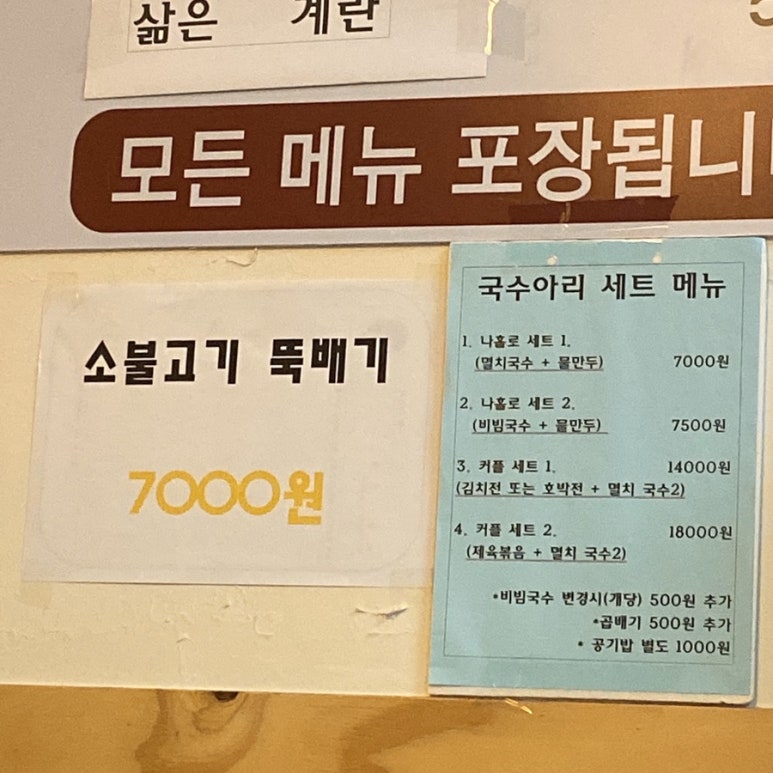 삶은 계란
모든 메뉴 포장됩니
소불고기 뚝배기
7000원
국수아리 세트 메뉴
1. 나홀로 세트 1.
(멸치국수 + 물만두) 7000원
2. 나홀로 세트 2.
(비빔국수 + 물만두) 7500원
3. 커플 세트 1. 14000원
(김치전 또는 호박전 + 멸치 국수2)
4. 커플 세트 2. 18000원
(제육볶음 + 멸치 국수2)
*비빔국수 변경시(개당) 500원 추가
*곱배기 500원 추가
* 공기밥 별도 1000원